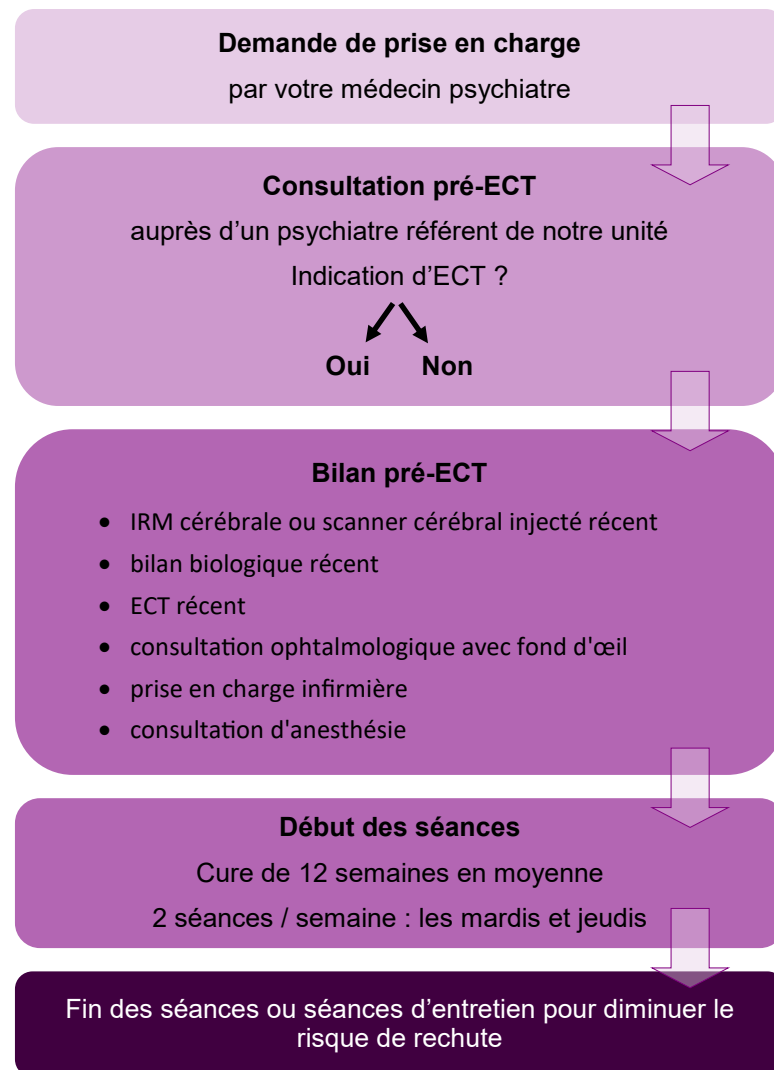 Demande de prise en charge
par votre médecin psychiatre
Consultation pré-ECT
auprès d’un psychiatre référent de notre unité
Indication d’ECT ?
Oui Non
Bilan pré-ECT
• IRM cérébrale ou scanner cérébral injecté récent
• bilan biologique récent
• ECT récent
• consultation ophtalmologique avec fond d'œil
• prise en charge infirmière
• consultation d'anesthésie
Début des séances
Cure de 12 semaines en moyenne
2 séances / semaine : les mardis et jeudis
Fin des séances ou séances d’entretien pour diminuer le
risque de rechute